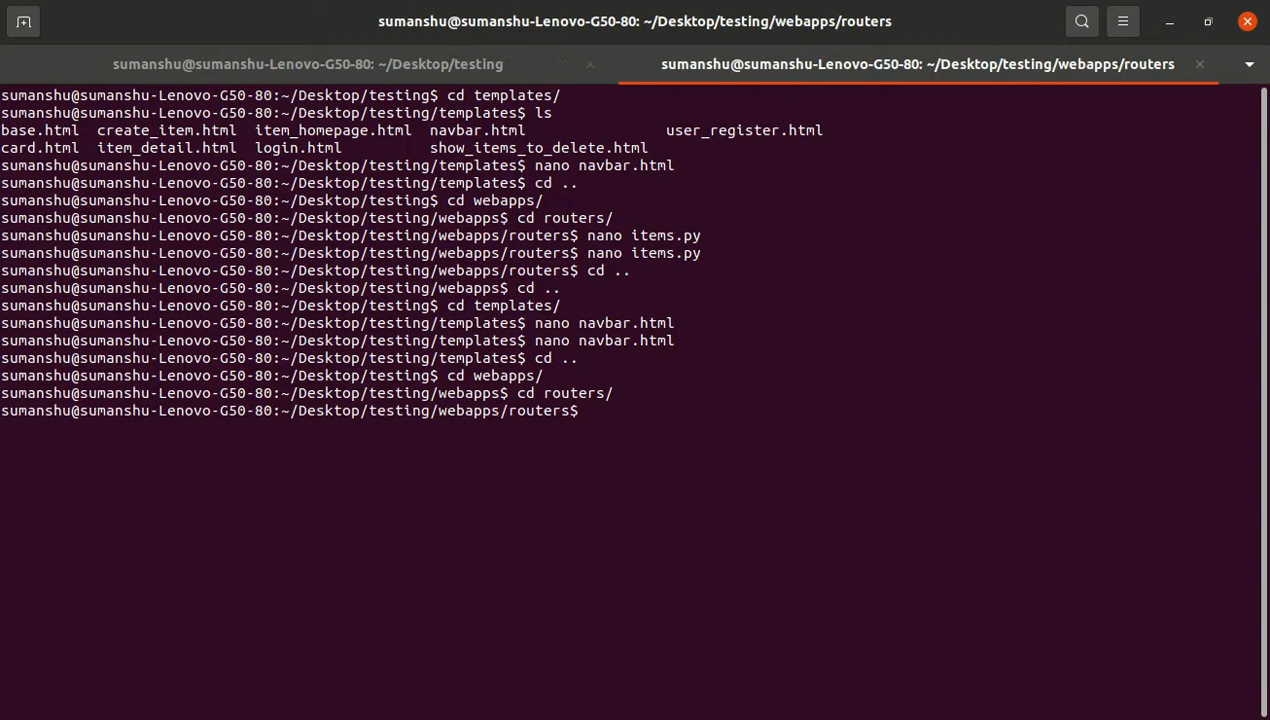 sumanshu@sumanshu-Lenovo-G50-80: ~/Desktop/testing/webapps/routers
sumanshu@sumanshu-Lenovo-G50-80: ~/Desktop/testing
sumanshu@sumanshu-Lenovo-G50-80: ~/Desktop/testing/webapps/routers
sumanshu@sumanshu-Lenovo-G50-80:~/Desktop/testing$ cd templates/
sumanshu@sumanshu-Lenovo-G50-80:~/Desktop/testing/templates$ ls
base.html create_item.html item_homepage.html navbar.html user_register.html
card.html item_detail.html login.html show_items_to_delete.html
sumanshu@sumanshu-Lenovo-G50-80:~/Desktop/testing/templates$ nano navbar.html
sumanshu@sumanshu-Lenovo-G50-80:~/Desktop/testing/templates$ cd ..
sumanshu@sumanshu-Lenovo-G50-80:~/Desktop/testing$ cd webapps/
sumanshu@sumanshu-Lenovo-G50-80:~/Desktop/testing/webapps$ cd routers/
sumanshu@sumanshu-Lenovo-G50-80:~/Desktop/testing/webapps/routers$ nano items.py
sumanshu@sumanshu-Lenovo-G50-80:~/Desktop/testing/webapps/routers$ nano items.py
sumanshu@sumanshu-Lenovo-G50-80:~/Desktop/testing/webapps/routers$ cd ..
sumanshu@sumanshu-Lenovo-G50-80:~/Desktop/testing/webapps$ cd ..
sumanshu@sumanshu-Lenovo-G50-80:~/Desktop/testing$ cd templates/
sumanshu@sumanshu-Lenovo-G50-80:~/Desktop/testing/templates$ nano navbar.html
sumanshu@sumanshu-Lenovo-G50-80:~/Desktop/testing/templates$ nano navbar.html
sumanshu@sumanshu-Lenovo-G50-80:~/Desktop/testing/templates$ cd ..
sumanshu@sumanshu-Lenovo-G50-80:~/Desktop/testing$ cd webapps/
sumanshu@sumanshu-Lenovo-G50-80:~/Desktop/testing/webapps$ cd routers/
sumanshu@sumanshu-Lenovo-G50-80:~/Desktop/testing/webapps/routers$